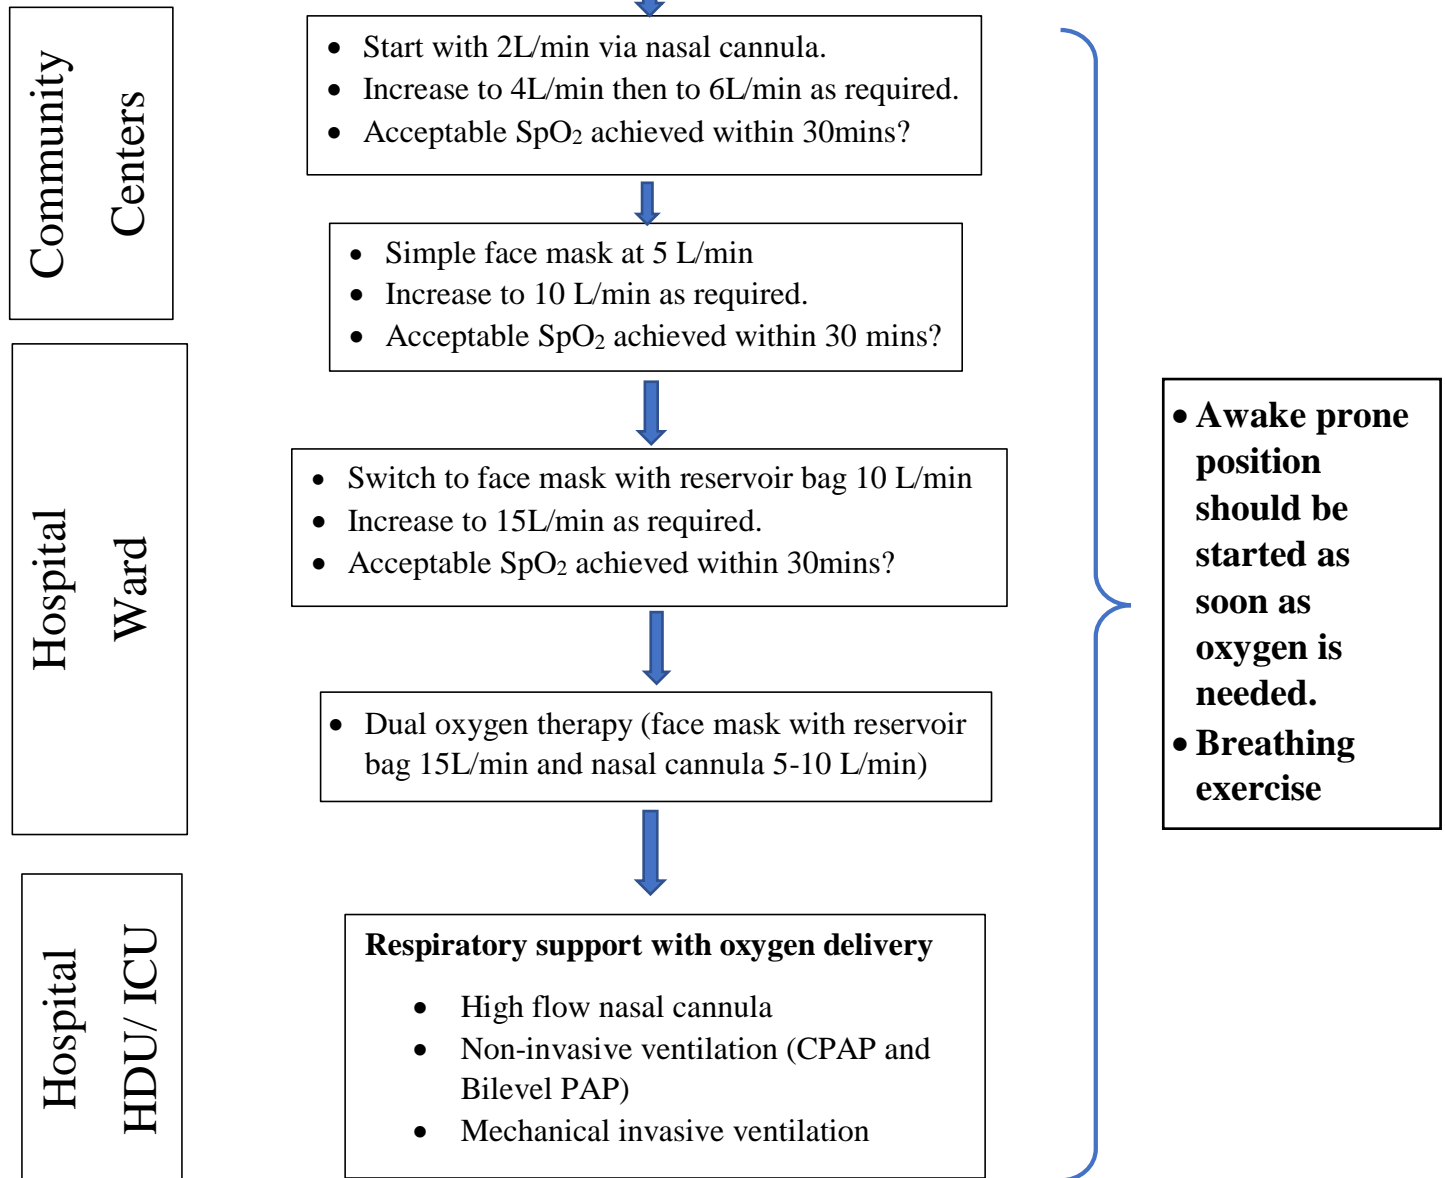 Community
Centers
• Start with 2L/min via nasal cannula.
• Increase to 4L/min then to 6L/min as required.
• Acceptable SpO₂ achieved within 30mins?
• Simple face mask at 5 L/min
• Increase to 10 L/min as required.
• Acceptable SpO₂ achieved within 30 mins?
Hospital
Ward
• Switch to face mask with reservoir bag 10 L/min
• Increase to 15L/min as required.
• Acceptable SpO₂ achieved within 30mins?
• Dual oxygen therapy (face mask with reservoir
bag 15L/min and nasal cannula 5-10 L/min)
Hospital
HDU/ ICU
Respiratory support with oxygen delivery
• High flow nasal cannula
• Non-invasive ventilation (CPAP and
Bilevel PAP)
• Mechanical invasive ventilation
• Awake prone
position
should be
started as
soon as
oxygen is
needed.
• Breathing
exercise